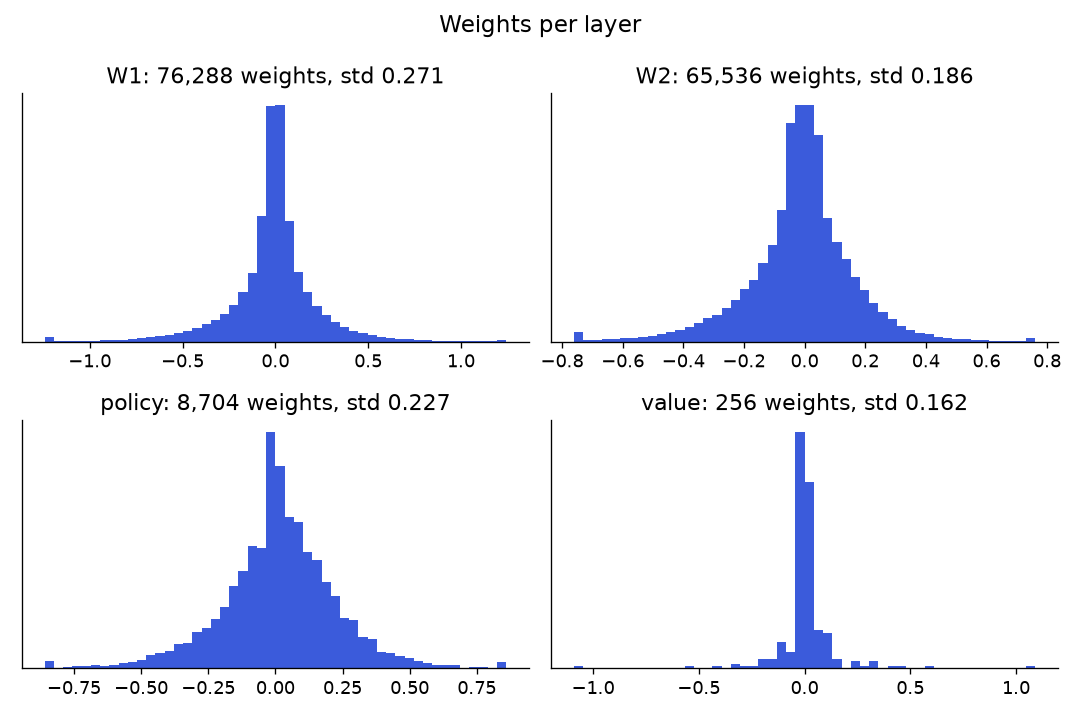 Weights per layer
W1: 76,288 weights, std 0.271
W2: 65,536 weights, std 0.186
−1.0 −0.5 0.0 0.5 1.0
−0.8 −0.6 −0.4 −0.2 0.0 0.2 0.4 0.6 0.8
policy: 8,704 weights, std 0.227
value: 256 weights, std 0.162
−0.75 −0.50 −0.25 0.00 0.25 0.50 0.75
−1.0 −0.5 0.0 0.5 1.0